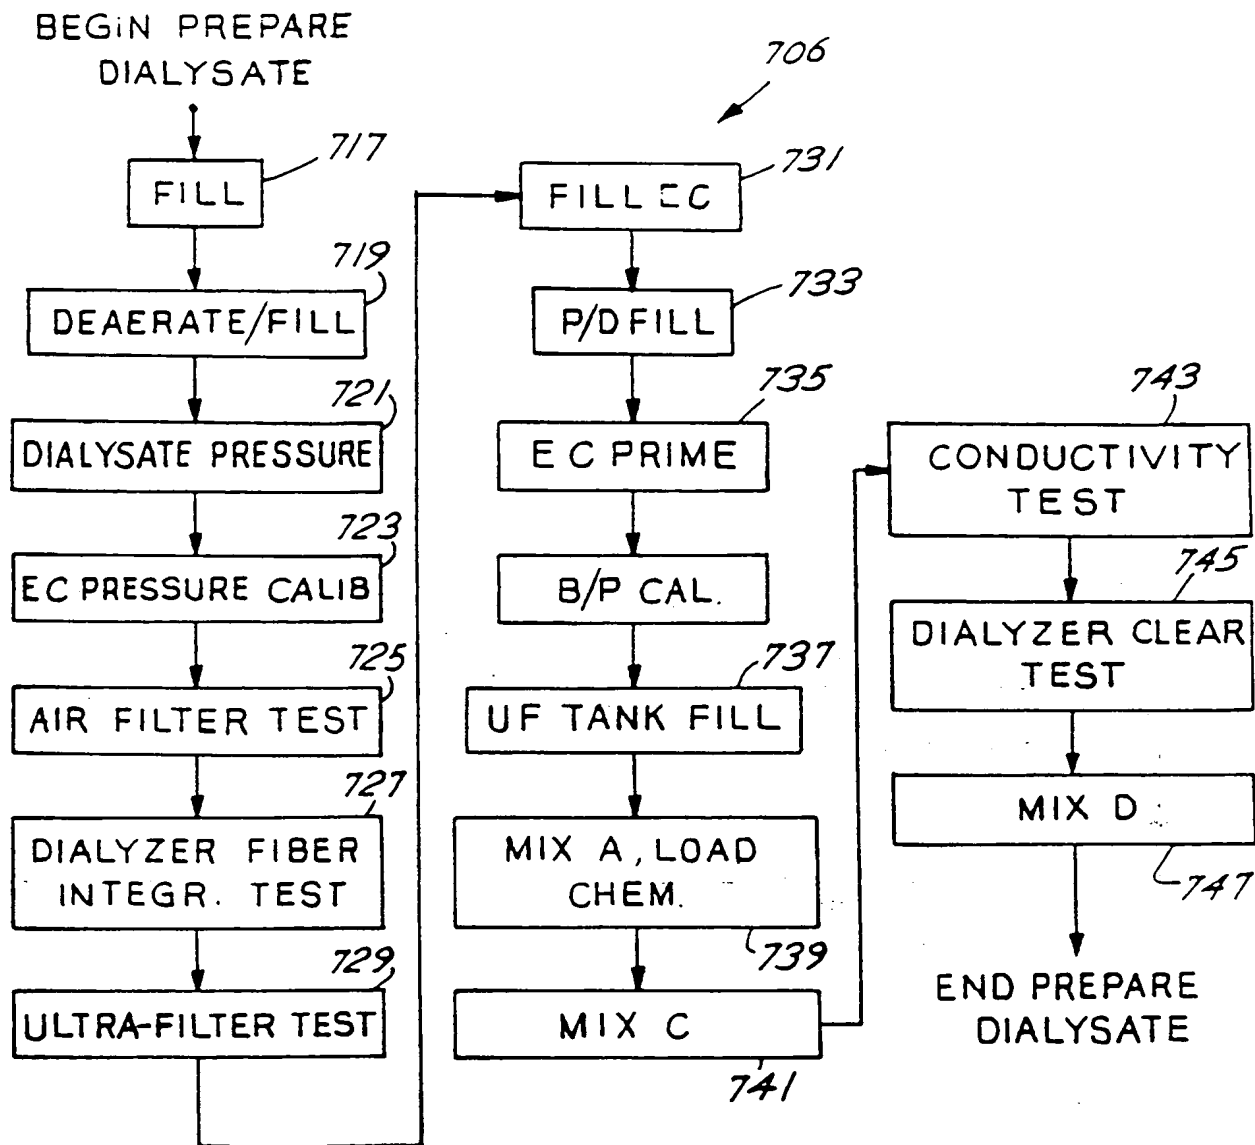 BEGIN PREPARE
DIALYSATE
706
717
FILL
719
DEAERATE/FILL
721
DIALYSATE PRESSURE
723
EC PRESSURE CALIB
725
AIR FILTER TEST
727
DIALYZER FIBER
INTEGR. TEST
729
ULTRA-FILTER TEST
731
FILL EC
733
P/D FILL
735
EC PRIME
B/P CAL.
737
UF TANK FILL
MIX A, LOAD
CHEM.
739
MIX C
741
743
CONDUCTIVITY
TEST
745
DIALYZER CLEAR
TEST
MIX D
747
END PREPARE
DIALYSATE